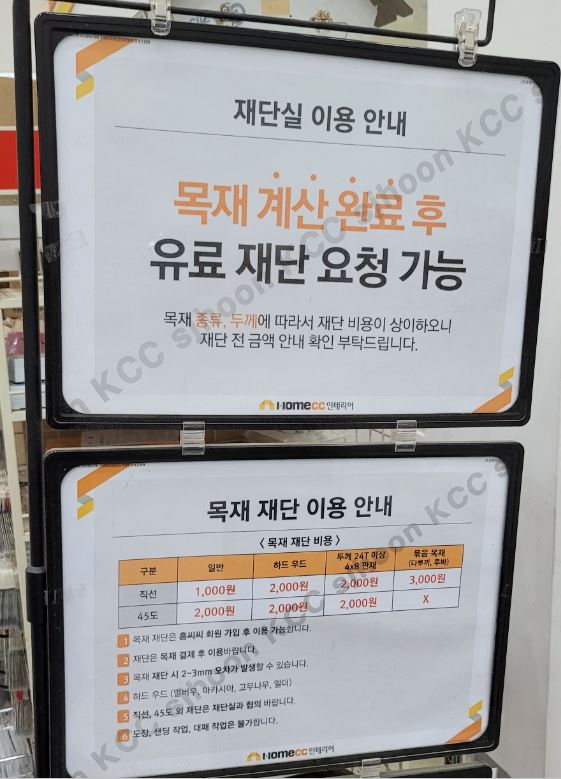 재단실 이용 안내
목재 계산 완료 후
유료 재단 요청 가능
목재 종류, 두께에 따라서 재단 비용이 상이하오니
재단 전 금액 안내 확인 부탁드립니다.
Homecc 인테리어
목재 재단 이용 안내
< 목재 재단 비용 >
구분 일반 하드 우드 두께 24T 이상 4x8 판재 묶음 목재 (다루끼, 루바)
직선 1,000원 2,000원 2,000원 3,000원
45도 2,000원 2,000원 2,000원 X
1 목재 재단은 홈씨씨 회원 가입 후 이용 가능합니다.
2 재단은 목재 결제 후 이용바랍니다.
3 목재 재단 시 2~3mm 오차가 발생할 수 있습니다.
4 하드 우드 (멀바우, 아카시아, 고무나무, 엘더)
5 직선, 45도 외 재단은 재단실과 협의 바랍니다.
6 도장, 샌딩 작업, 대패 작업은 불가합니다.
Homecc 인테리어
sihoon KCC sihoon KCC
sihoon KCC sihoon KCC